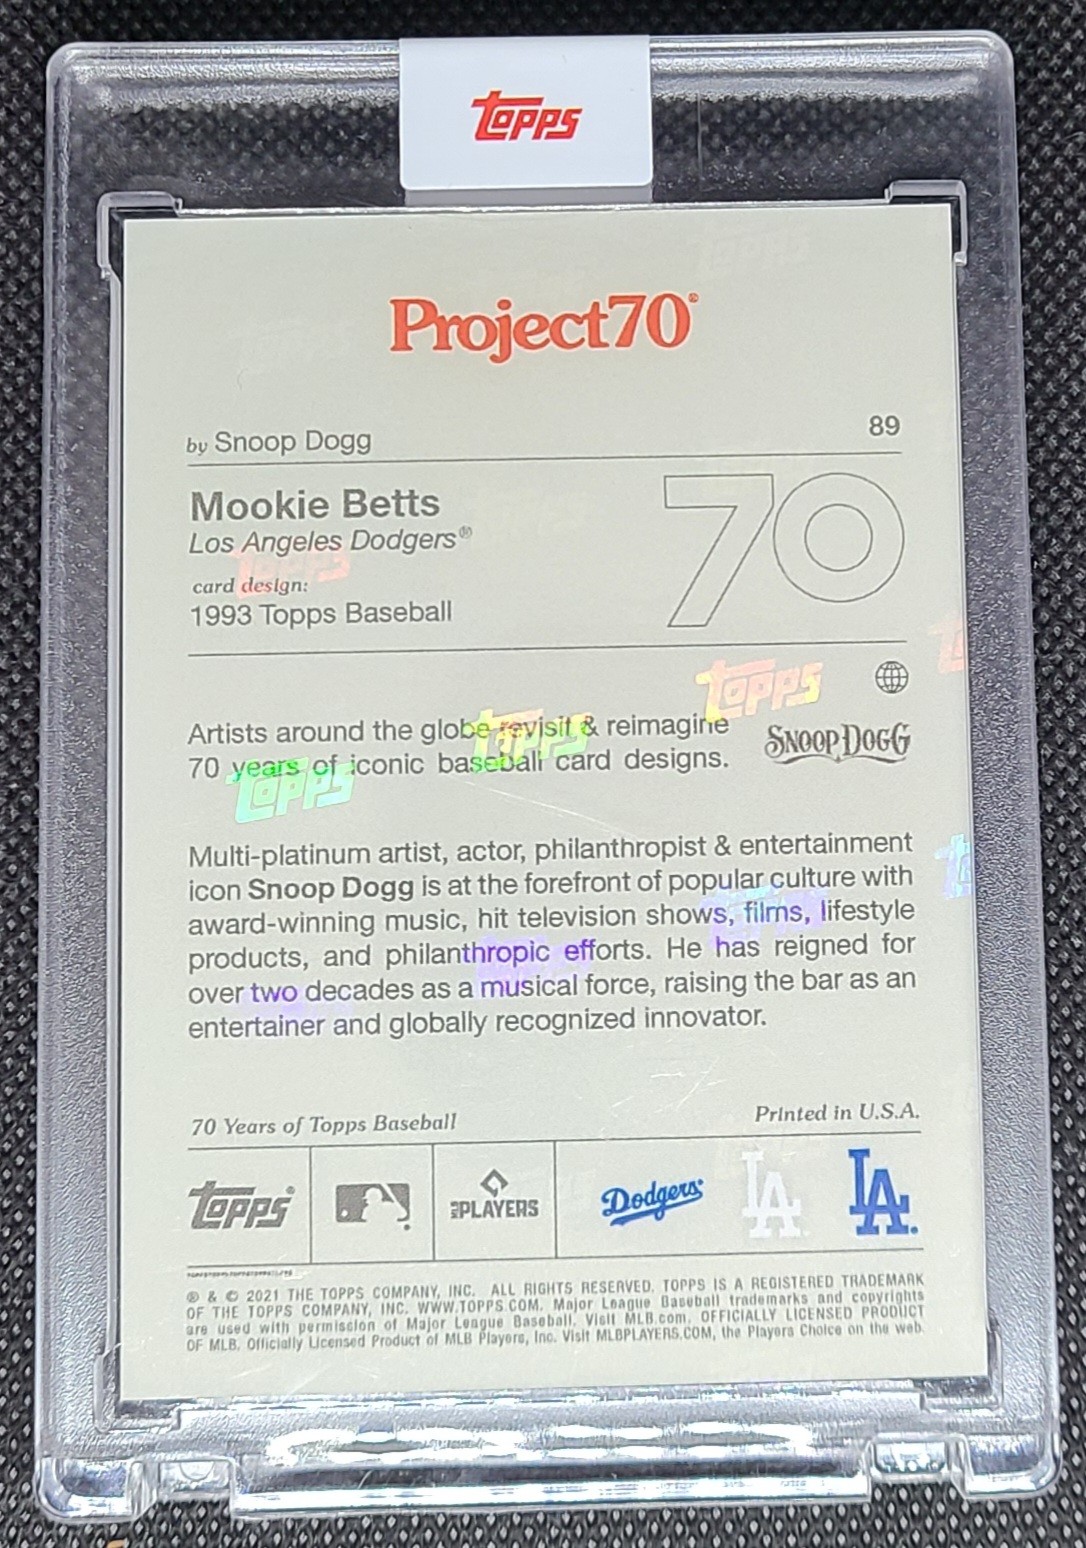 Topps
Project70®
by Snoop Dogg
89
Mookie Betts
Los Angeles Dodgers®
card design:
1993 Topps Baseball
70
Artists around the globe revisit & reimagine
70 years of iconic baseball card designs.
SNOOP DOGG
Multi-platinum artist, actor, philanthropist & entertainment
icon Snoop Dogg is at the forefront of popular culture with
award-winning music, hit television shows, films, lifestyle
products, and philanthropic efforts. He has reigned for
over two decades as a musical force, raising the bar as an
entertainer and globally recognized innovator.
70 Years of Topps Baseball
Printed in U.S.A.
Topps
MLB PLAYERS
Dodgers
LA
LA
® & © 2021 THE TOPPS COMPANY, INC. ALL RIGHTS RESERVED. TOPPS IS A REGISTERED TRADEMARK
OF THE TOPPS COMPANY, INC. WWW.TOPPS.COM. Major League Baseball trademarks and copyrights
are used with permission of Major League Baseball. Visit MLB.com. OFFICIALLY LICENSED PRODUCT
OF MLB. Officially Licensed Product of MLB Players, Inc. Visit MLBPLAYERS.COM, the Players Choice on the web.